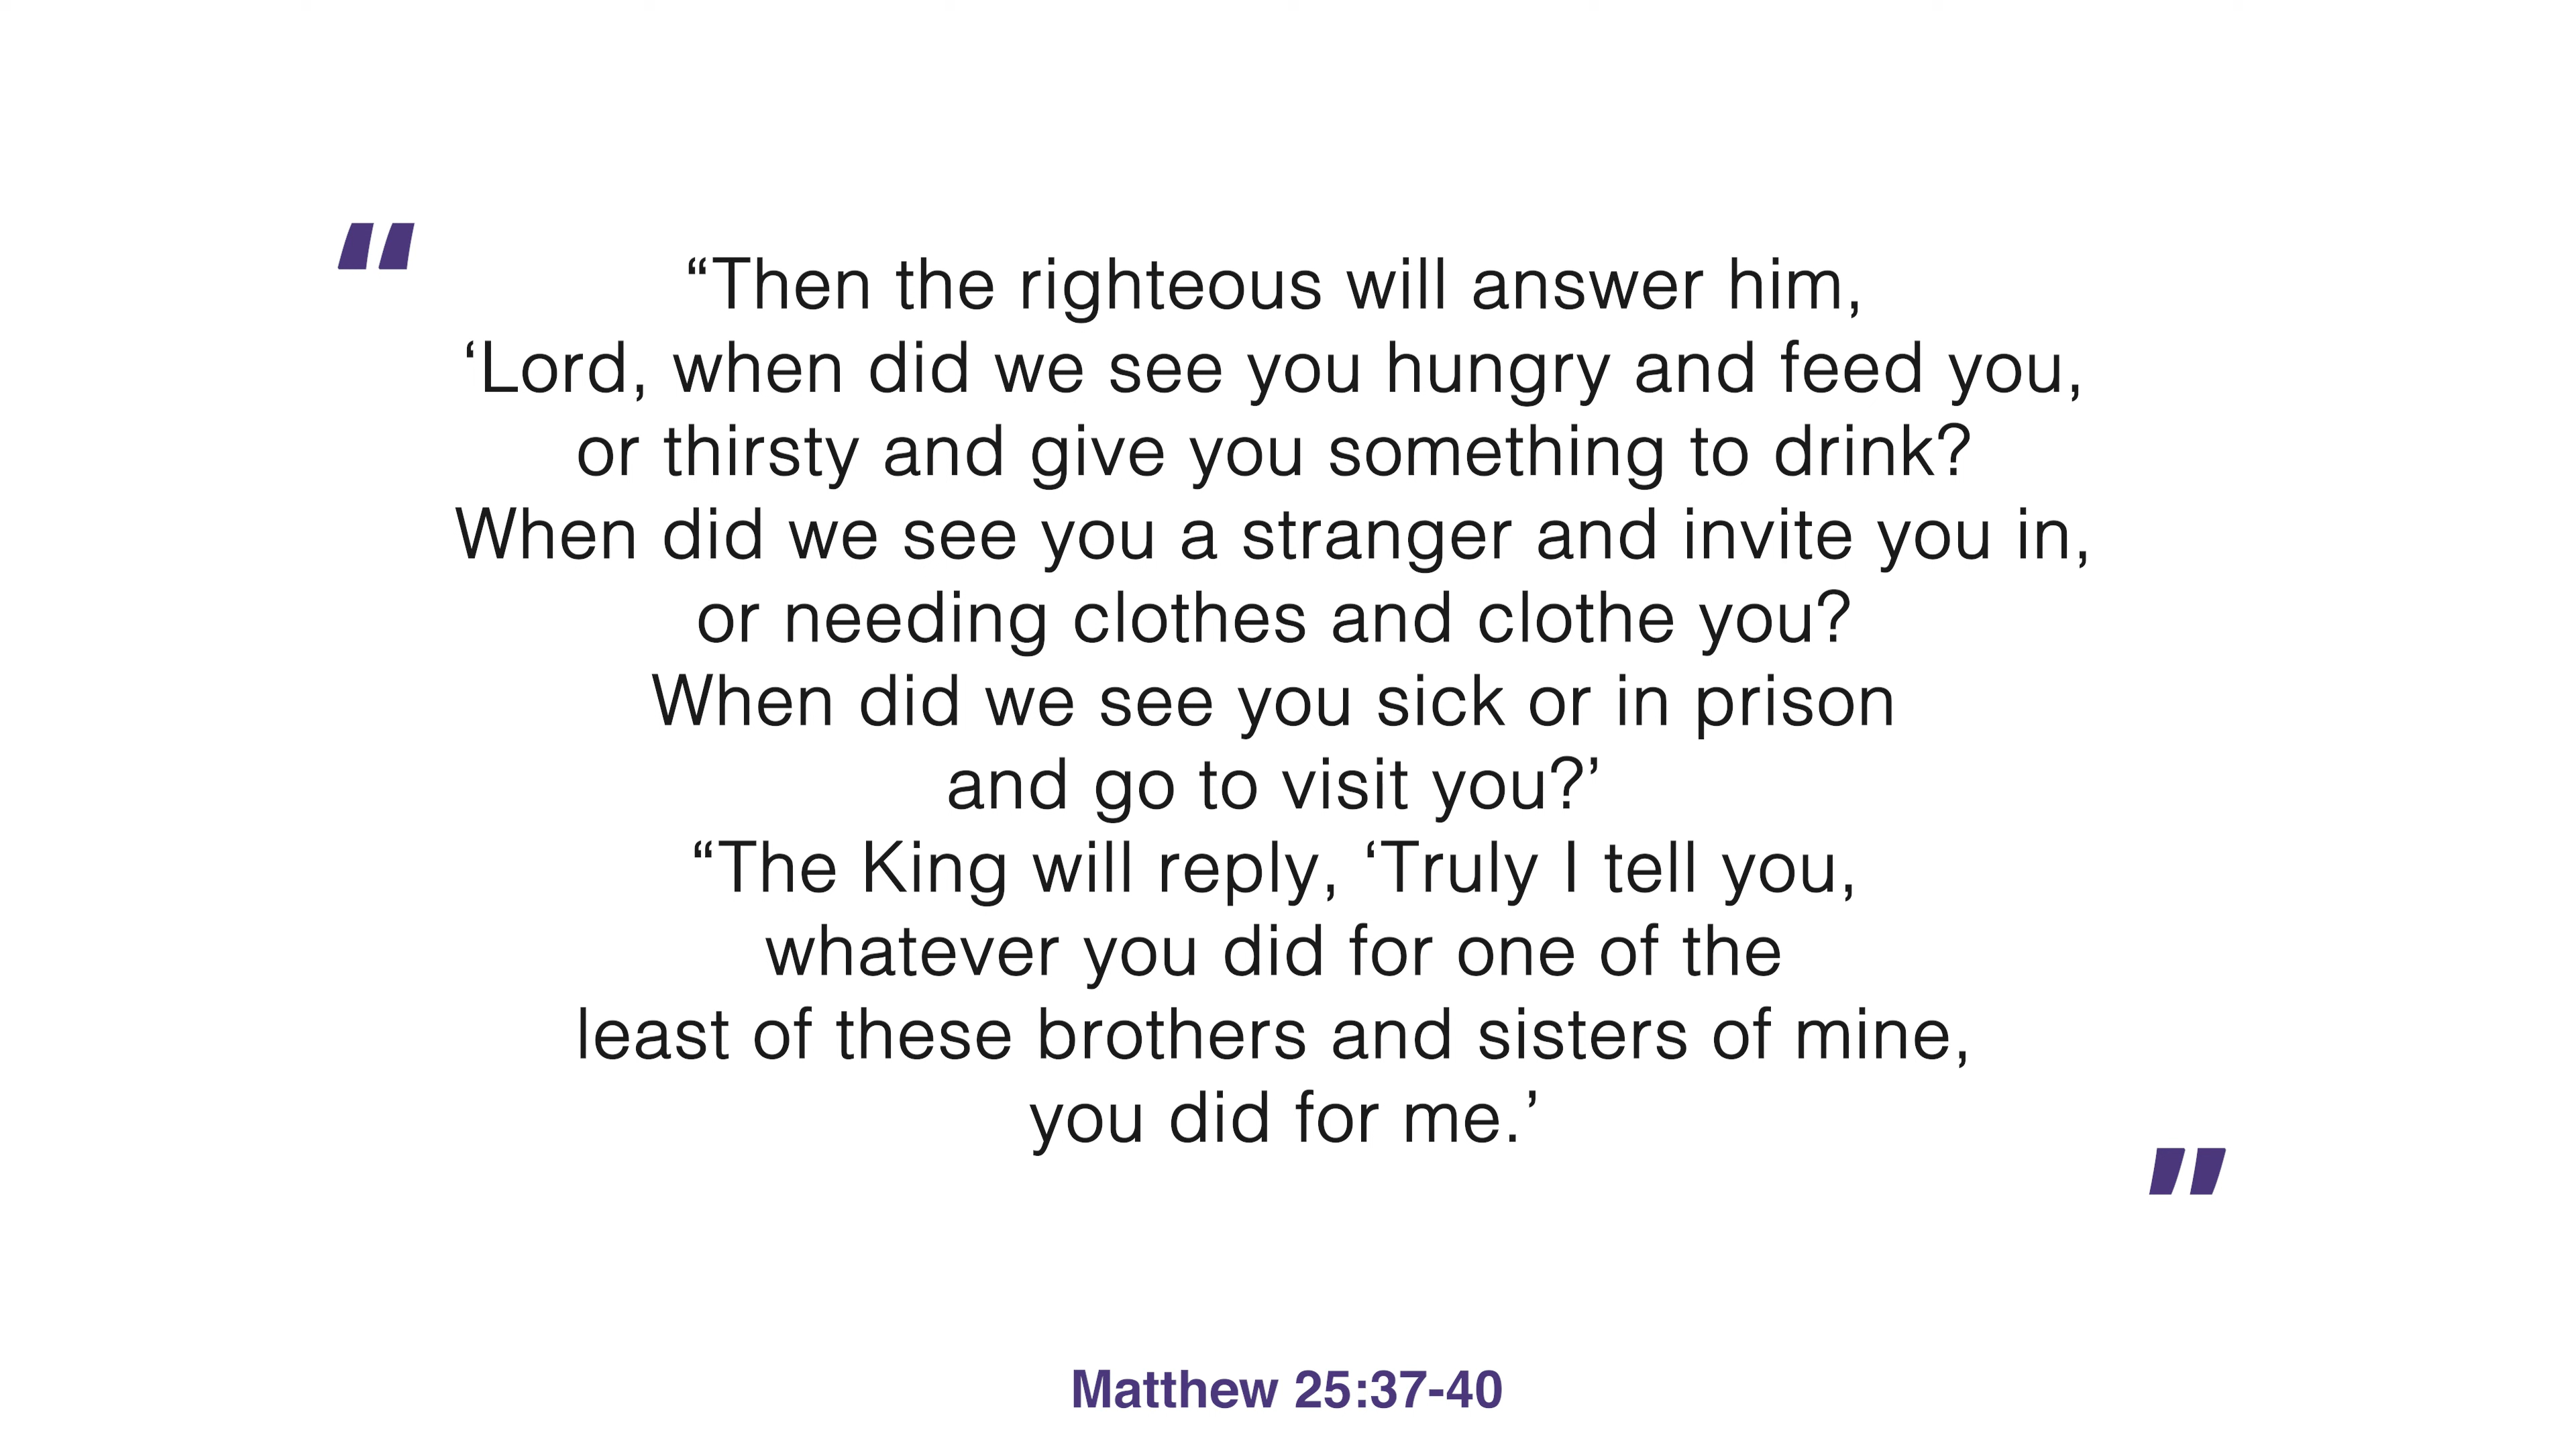 “
“Then the righteous will answer him,
‘Lord, when did we see you hungry and feed you,
or thirsty and give you something to drink?
When did we see you a stranger and invite you in,
or needing clothes and clothe you?
When did we see you sick or in prison
and go to visit you?’
“The King will reply, ‘Truly I tell you,
whatever you did for one of the
least of these brothers and sisters of mine,
you did for me.’
”
Matthew 25:37-40